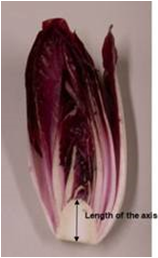 Length of the axis